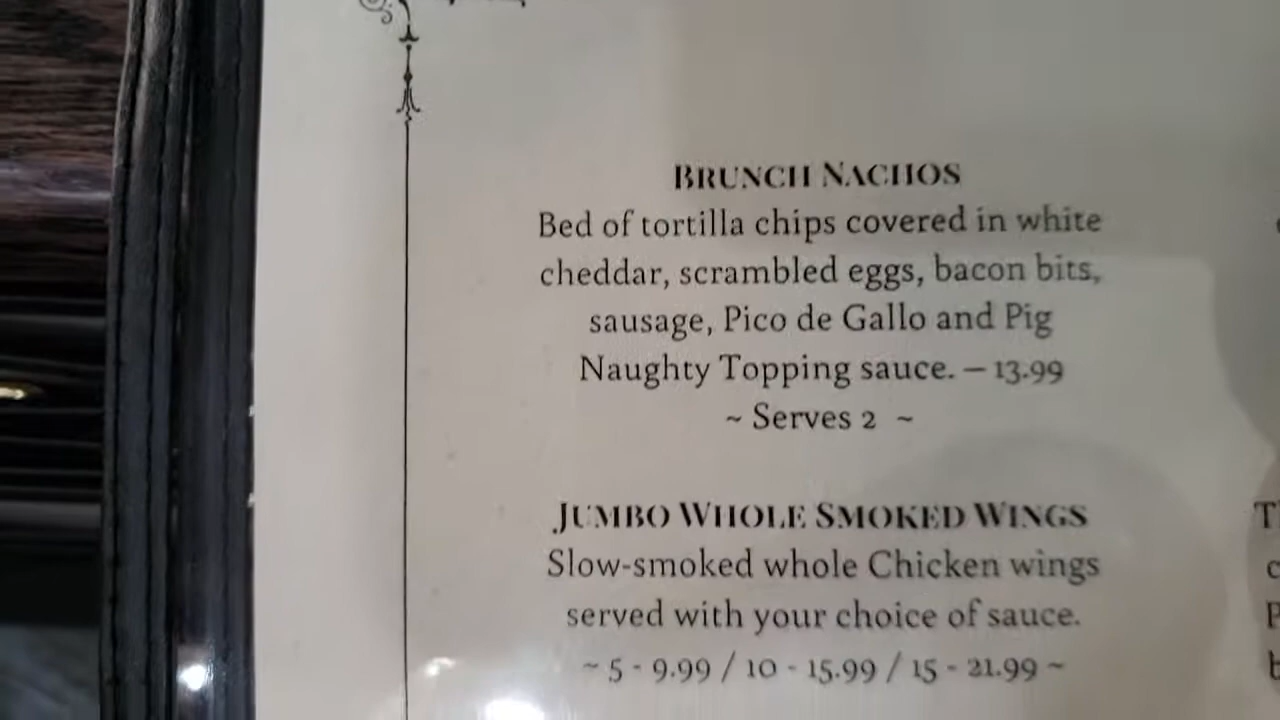 BRUNCH NACHOS
Bed of tortilla chips covered in white
cheddar, scrambled eggs, bacon bits,
sausage, Pico de Gallo and Pig
Naughty Topping sauce. – 13.99
~ Serves 2 ~
JUMBO WHOLE SMOKED WINGS
Slow-smoked whole Chicken wings
served with your choice of sauce.
~ 5 - 9.99 / 10 - 15.99 / 15 - 21.99 ~